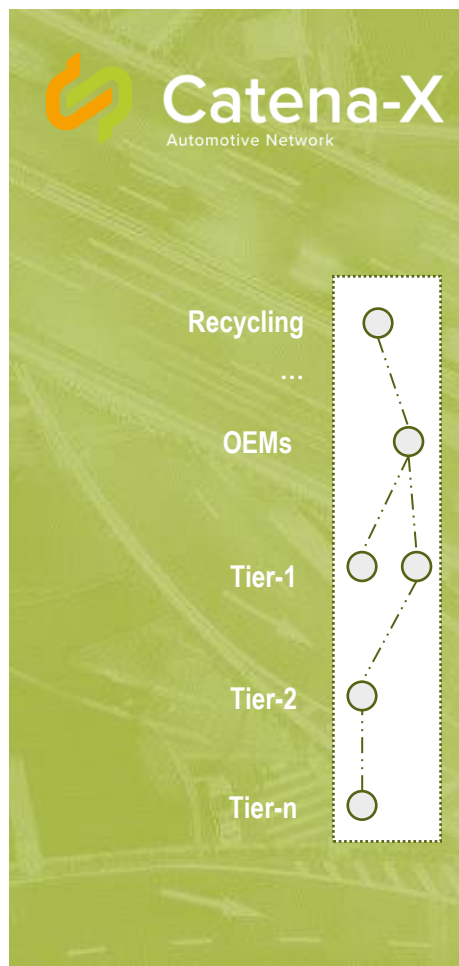 Catena-X
Automotive Network
Recycling
...
OEMs
Tier-1
Tier-2
Tier-n